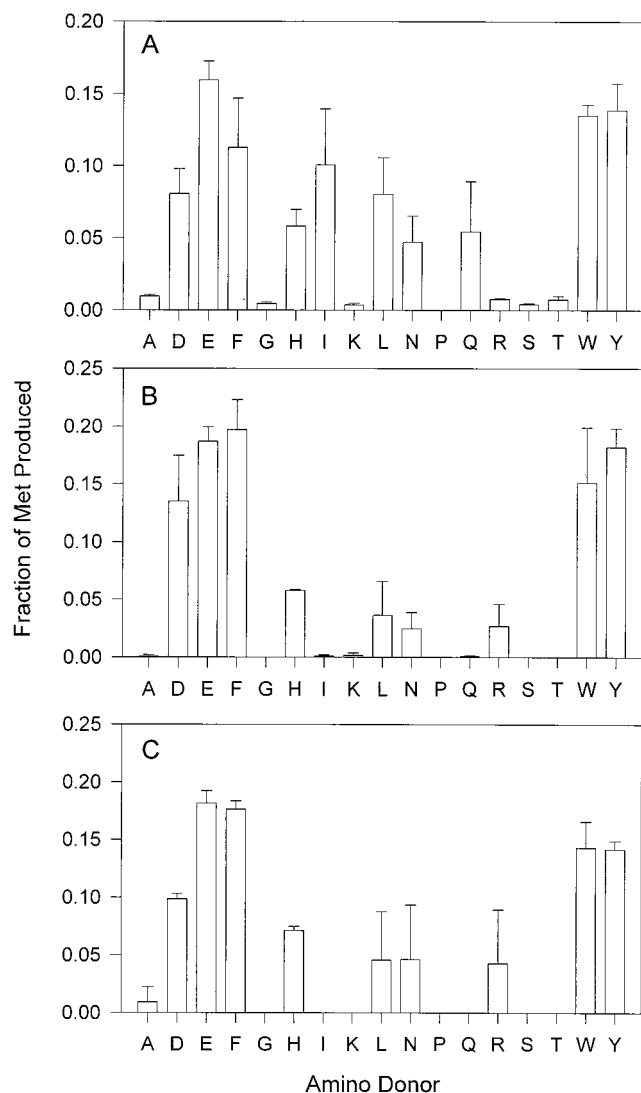 A
0.20
0.15
0.10
0.05
0.00
A D E F G H I K L N P Q R S T W Y
B
0.25
0.20
0.15
0.10
0.05
0.00
A D E F G H I K L N P Q R S T W Y
C
0.25
0.20
0.15
0.10
0.05
0.00
A D E F G H I K L N P Q R S T W Y
Fraction of Met Produced
Amino Donor